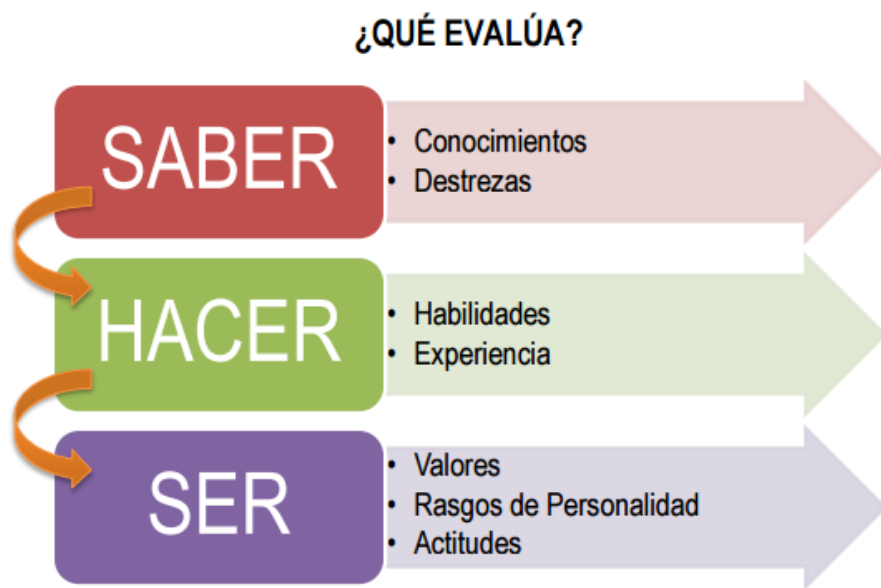 ¿QUÉ EVALÚA?
SABER
• Conocimientos
• Destrezas
HACER
• Habilidades
• Experiencia
SER
• Valores
• Rasgos de Personalidad
• Actitudes